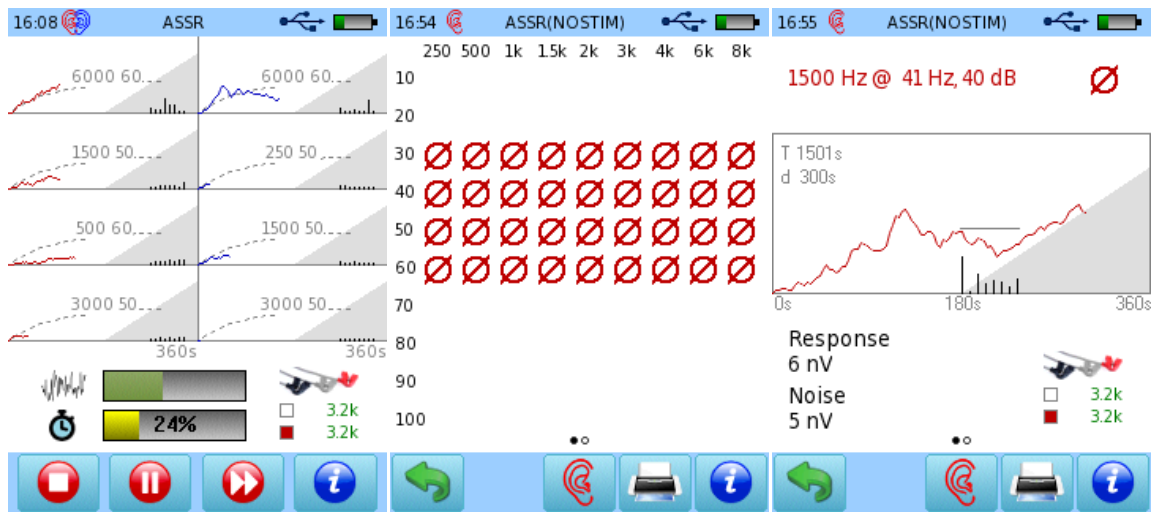 16:08 ASSR
6000 60
6000 60
1500 50
250 50
500 60
1500 50
3000 50
3000 50
360s 360s
24%
3.2k
3.2k
16:54 ASSR(NOSTIM)
250 500 1k 1.5k 2k 3k 4k 6k 8k
10
20
30
40
50
60
70
80
90
100
16:55 ASSR(NOSTIM)
1500 Hz @ 41 Hz, 40 dB
T 1501s
d 300s
0s 180s 360s
Response
6 nV
Noise
5 nV
3.2k
3.2k